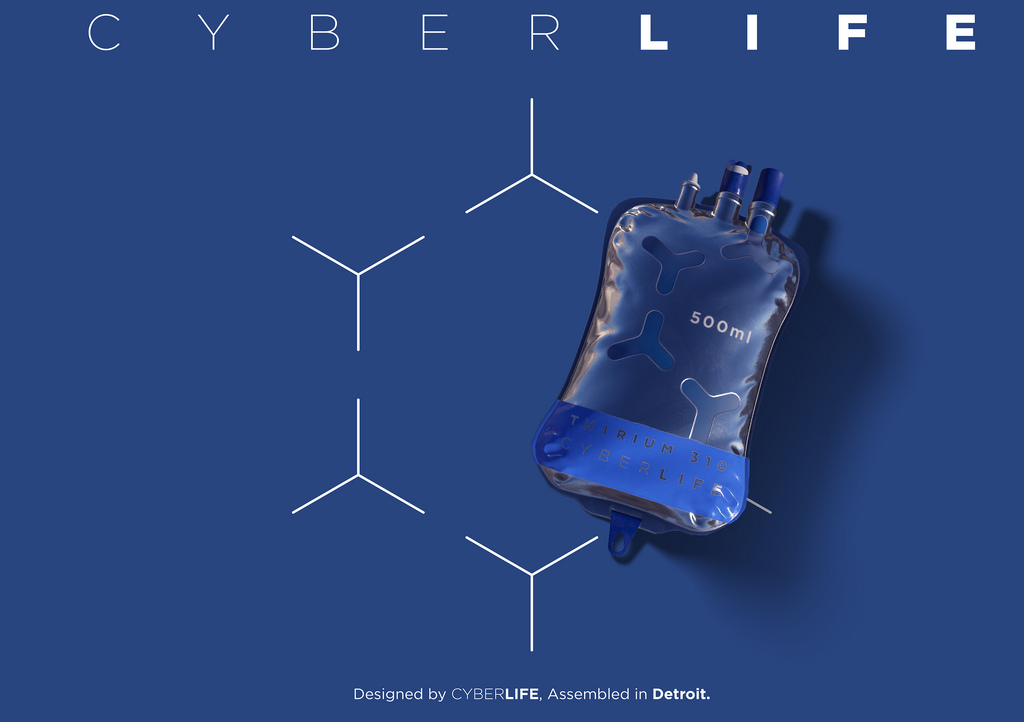 CYBERLIFE
500ml
THIRIUM 310
CYBERLIFE
Designed by CYBERLIFE, Assembled in Detroit.